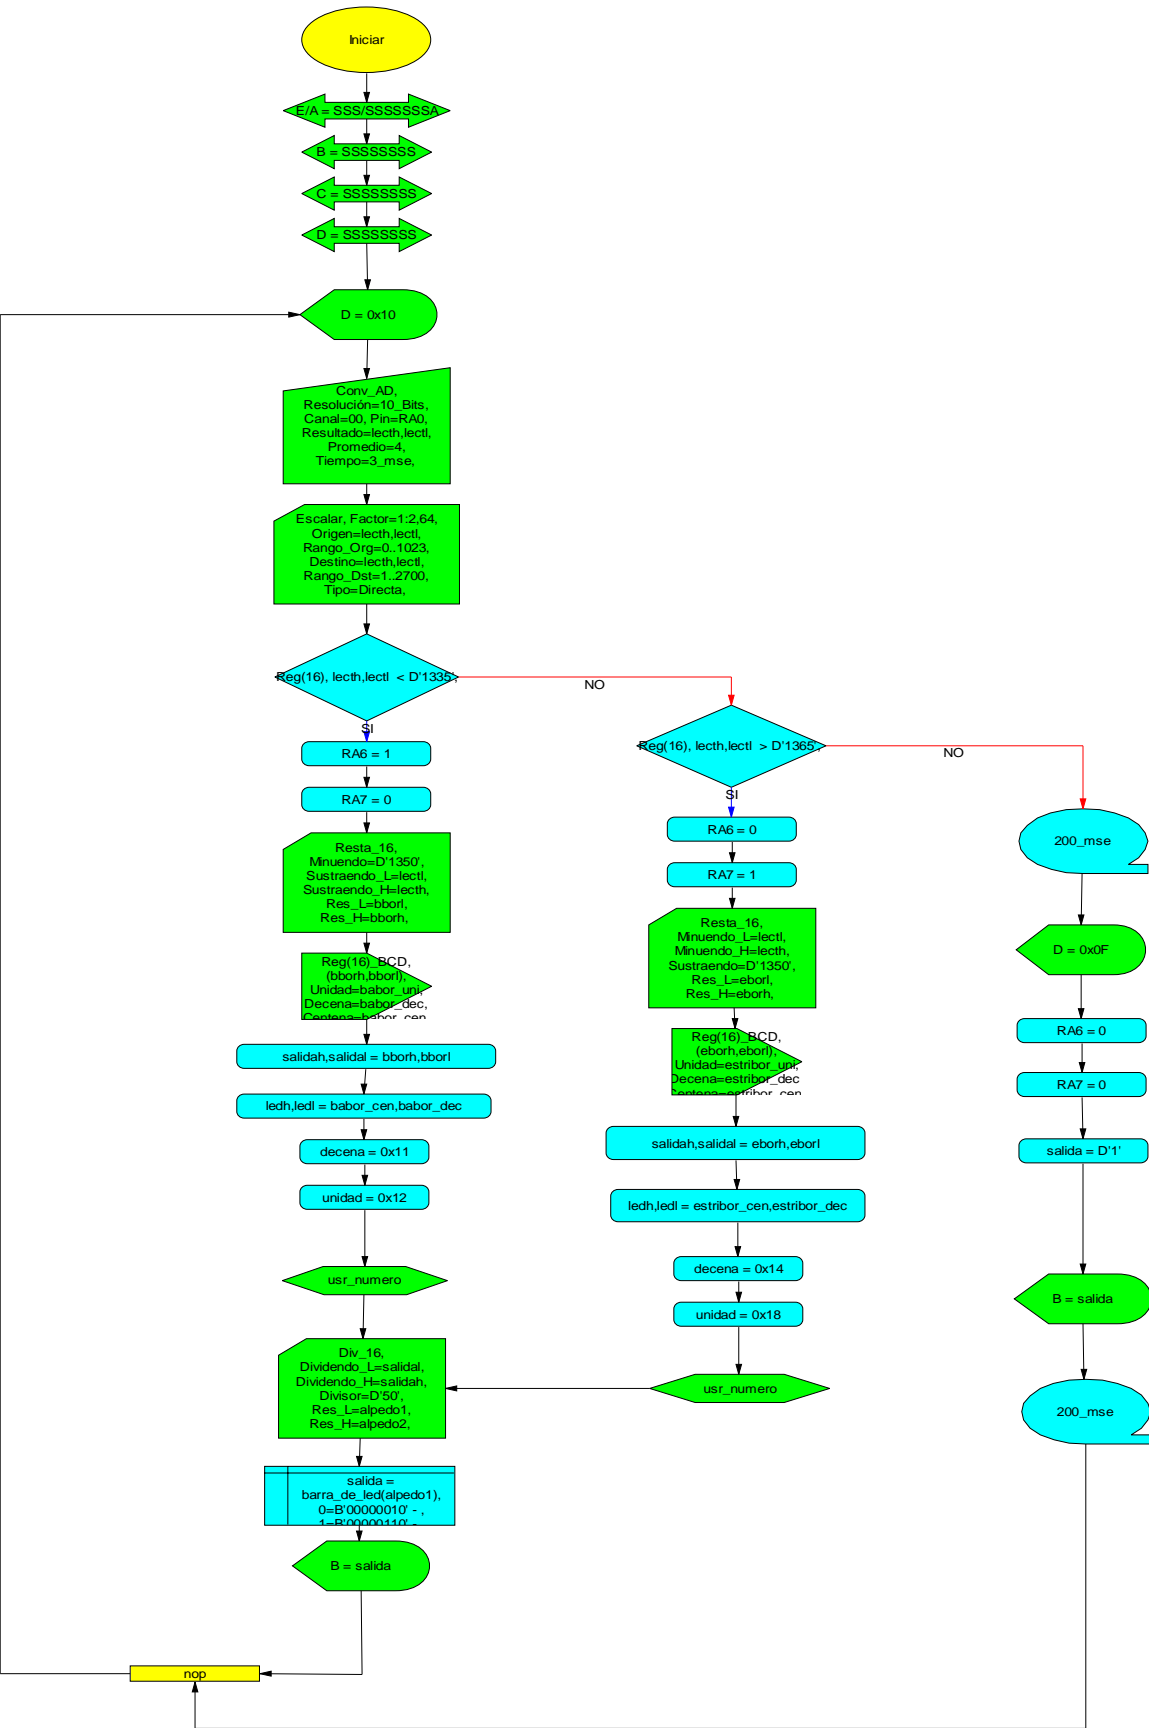 Iniciar
E/A = SSS/SSSSSSSA
B = SSSSSSSS
C = SSSSSSSS
D = SSSSSSSS
D = 0x10
Conv_AD,
Resolución=10_Bits,
Canal=00, Pin=RA0,
Resultado=lecth,lectl,
Promedio=4,
Tiempo=3_mse,
Escalar, Factor=1:2,64,
Origen=lecth,lectl,
Rango_Org=0..1023,
Destino=lecth,lectl,
Rango_Dst=1..2700,
Tipo=Directa,
Reg(16), lecth,lectl < D'1335',
NO
SI
RA6 = 1
RA7 = 0
Resta_16,
Minuendo=D'1350',
Sustraendo_L=lectl,
Sustraendo_H=lecth,
Res_L=bborl,
Res_H=bborh,
Reg(16)_BCD,
(bborh,bborl),
Unidad=babor_uni,
Decena=babor_dec,
Centena=babor_cen,
salidah,salidal = bborh,bborl
ledh,ledl = babor_cen,babor_dec
decena = 0x11
unidad = 0x12
usr_numero
Div_16,
Dividendo_L=salidal,
Dividendo_H=salidah,
Divisor=D'50',
Res_L=alpedo1,
Res_H=alpedo2,
salida =
barra_de_led(alpedo1),
0=B'00000010' - ,
1=B'00000110' -
B = salida
nop
Reg(16), lecth,lectl > D'1365',
NO
SI
RA6 = 0
RA7 = 1
Resta_16,
Minuendo_L=lectl,
Minuendo_H=lecth,
Sustraendo=D'1350',
Res_L=eborl,
Res_H=eborh,
Reg(16)_BCD,
(eborh,eborl),
Unidad=estribor_uni,
Decena=estribor_dec
Centena=estribor_cen
salidah,salidal = eborh,eborl
ledh,ledl = estribor_cen,estribor_dec
decena = 0x14
unidad = 0x18
usr_numero
200_mse
D = 0x0F
RA6 = 0
RA7 = 0
salida = D'1'
B = salida
200_mse